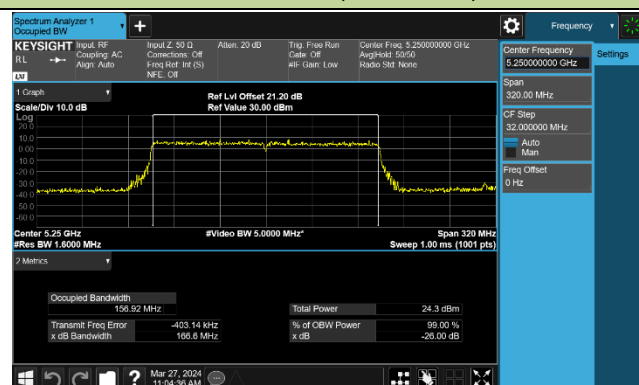 Spectrum Analyzer 1
Occupied BW
+
Frequency
KEYSIGHT
RL
Input: RF
Coupling: AC
Align: Auto
Input Z: 50 Ω
Corrections: Off
Freq Ref: Int (S)
NFE: Off
Atten: 20 dB
Trig: Free Run
Gate: Off
#IF Gain: Low
Center Freq: 5.250000000 GHz
Avg|Hold: 50/50
Radio Std: None
Center Frequency
5.250000000 GHz
Settings
Span
320.00 MHz
CF Step
32.000000 MHz
Auto
Man
Freq Offset
0 Hz
1 Graph
Scale/Div 10.0 dB
Ref Lvl Offset 21.20 dB
Ref Value 30.00 dBm
Log
20.0
10.0
0.00
-10.0
-20.0
-30.0
-40.0
-50.0
-60.0
Center 5.25 GHz
#Res BW 1.6000 MHz
#Video BW 5.0000 MHz*
Span 320 MHz
Sweep 1.00 ms (1001 pts)
2 Metrics
Occupied Bandwidth
156.92 MHz
Total Power
24.3 dBm
Transmit Freq Error
-403.14 kHz
% of OBW Power
99.00 %
x dB Bandwidth
166.6 MHz
x dB
-26.00 dB
?
Mar 27, 2024
11:04:36 AM